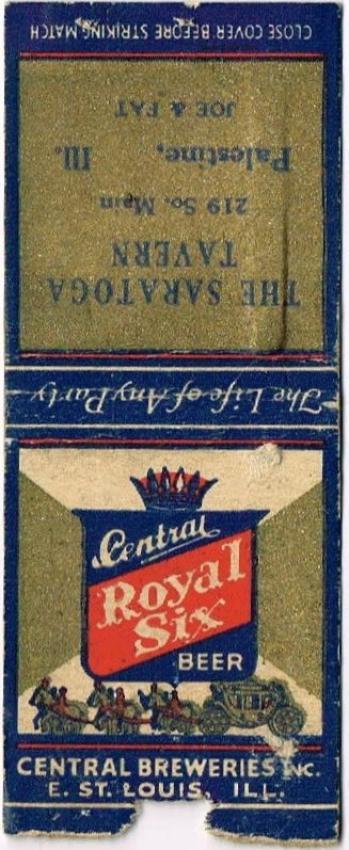 CLOSE COVER BEFORE STRIKING MATCH
THE SARATOGA
TAVERN
219 So. Main
Palestine, Ill.
JOE & FAT
The Life of Any Party
Central
Royal
Six
BEER
CENTRAL BREWERIES INC.
E. ST. LOUIS, ILL.